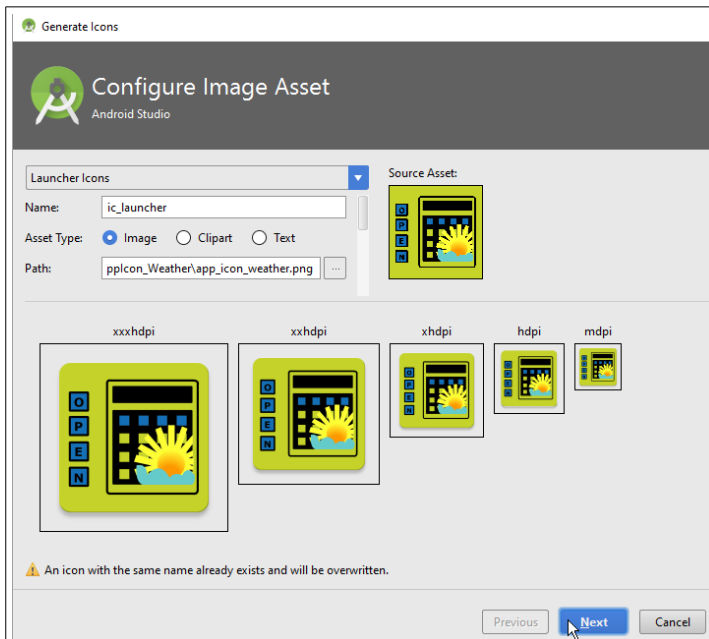 Generate Icons
Configure Image Asset
Android Studio
Launcher Icons
Source Asset:
Name: ic_launcher
Asset Type: Image Clipart Text
Path: ppIcon_Weather\app_icon_weather.png ...
O
P
E
N
xxxhdpi xxhdpi xhdpi hdpi mdpi
O
P
E
N
O
P
E
N
O
P
E
N
O
P
E
N
O
P
E
N
An icon with the same name already exists and will be overwritten.
Previous Next Cancel